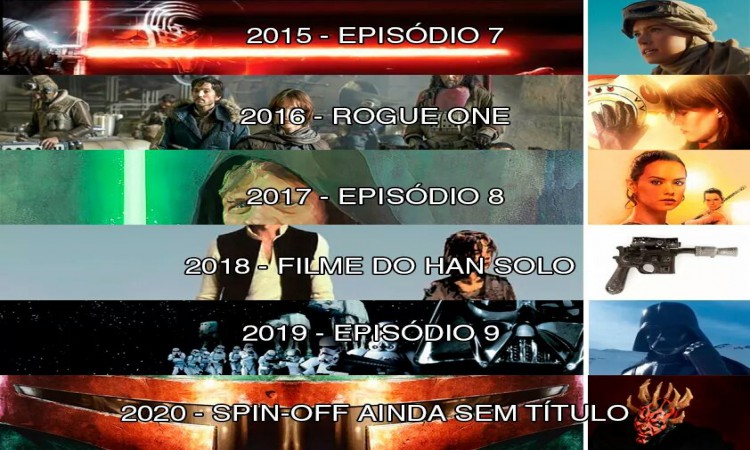 2015 - EPISÓDIO 7
2016 - ROGUE ONE
2017 - EPISÓDIO 8
2018 - FILME DO HAN SOLO
2019 - EPISÓDIO 9
2020 - SPIN-OFF AINDA SEM TÍTULO